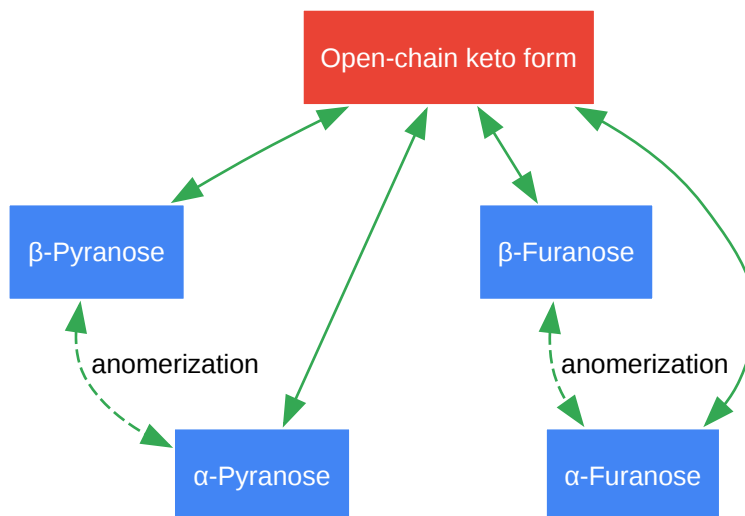 Open-chain keto form
β-Pyranose
β-Furanose
anomerization
anomerization
α-Pyranose
α-Furanose